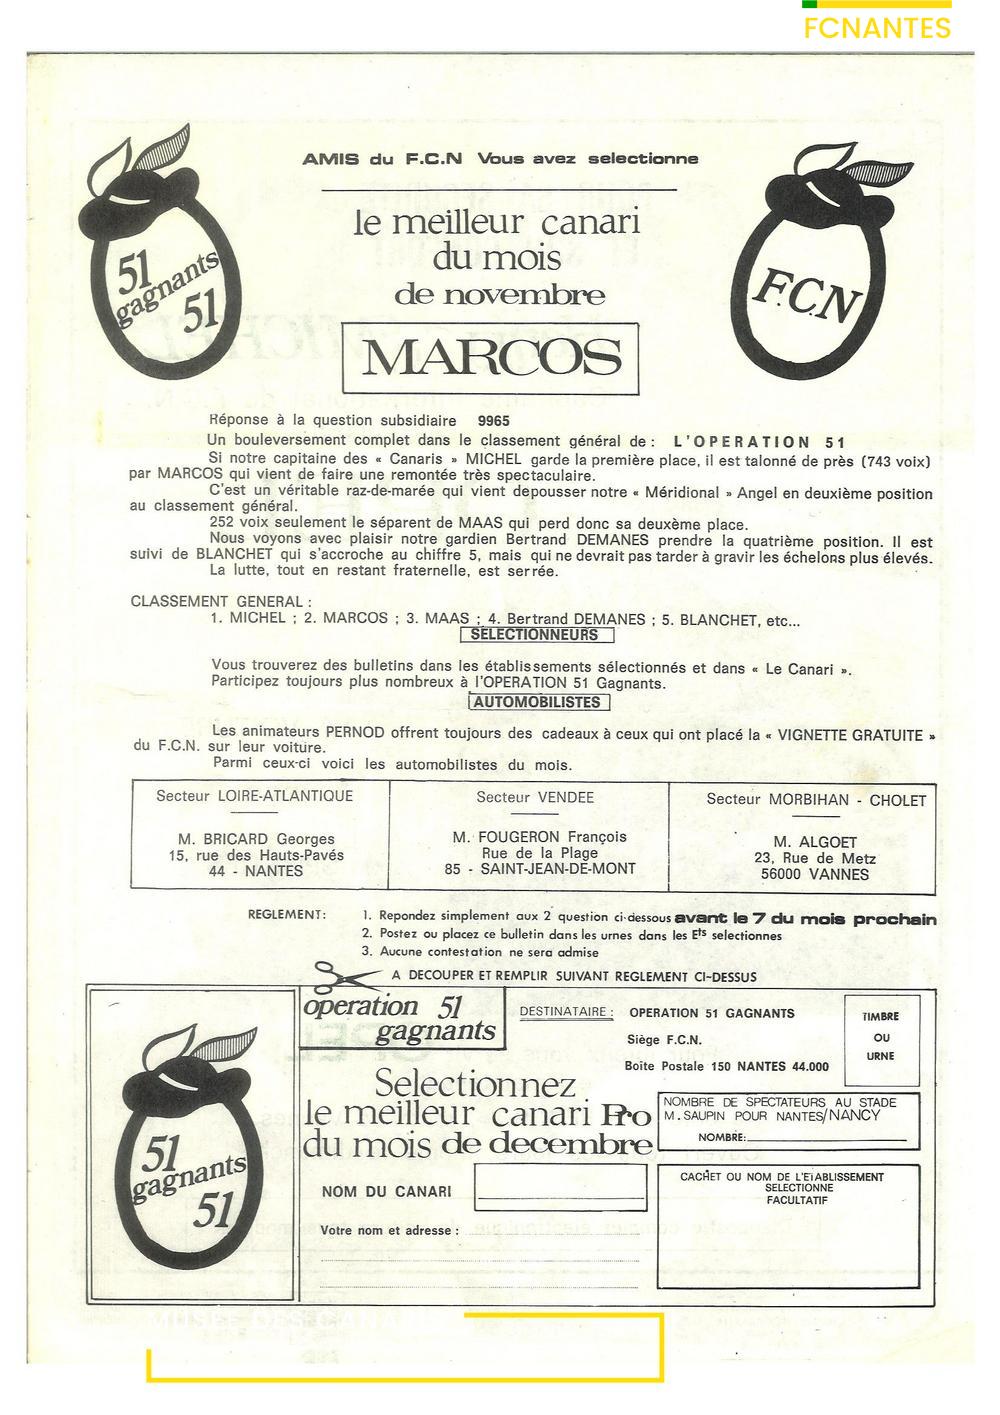 FCNANTES
AMIS du F.C.N Vous avez selectionne
le meilleur canari
du mois
de novembre
MARCOS
51
gagnants
51
F.C.N
Réponse à la question subsidiaire 9965
Un bouleversement complet dans le classement général de : L'OPERATION 51
Si notre capitaine des « Canaris » MICHEL garde la première place, il est talonné de près (743 voix)
par MARCOS qui vient de faire une remontée très spectaculaire.
C'est un véritable raz-de-marée qui vient depousser notre « Méridional » Angel en deuxième position
au classement général.
252 voix seulement le séparent de MAAS qui perd donc sa deuxème place.
Nous voyons avec plaisir notre gardien Bertrand DEMANES prendre la quatrième position. Il est
suivi de BLANCHET qui s'accroche au chiffre 5, mais qui ne devrait pas tarder à gravir les échelons plus élevés.
La lutte, tout en restant fraternelle, est serrée.
CLASSEMENT GENERAL :
1. MICHEL ; 2. MARCOS ; 3. MAAS ; 4. Bertrand DEMANES ; 5. BLANCHET, etc...
SELECTIONNEURS
Vous trouverez des bulletins dans les établissements sélectionnés et dans « Le Canari ».
Participez toujours plus nombreux à l'OPERATION 51 Gagnants.
AUTOMOBILISTES
Les animateurs PERNOD offrent toujours des cadeaux à ceux qui ont placé la « VIGNETTE GRATUITE »
du F.C.N. sur leur voiture.
Parmi ceux-ci voici les automobilistes du mois.
Secteur LOIRE-ATLANTIQUE
M. BRICARD Georges
15, rue des Hauts-Pavés
44 - NANTES
Secteur VENDEE
M. FOUGERON François
Rue de la Plage
85 - SAINT-JEAN-DE-MONT
Secteur MORBIHAN - CHOLET
M. ALGOET
23, Rue de Metz
56000 VANNES
REGLEMENT: 1. Repondez simplement aux 2 question ci-dessous avant le 7 du mois prochain
2. Postez ou placez ce bulletin dans les urnes dans les Ets selectionnes
3. Aucune contestation ne sera admise
A DECOUPER ET REMPLIR SUIVANT REGLEMENT CI-DESSUS
51
gagnants
51
operation 51
gagnants
DESTINATAIRE : OPERATION 51 GAGNANTS
Siège F.C.N.
Boite Postale 150 NANTES 44.000
TIMBRE
OU
URNE
Selectionnez
le meilleur canari Pro
du mois de decembre
NOMBRE DE SPECTATEURS AU STADE
M. SAUPIN POUR NANTES/NANCY
NOMBRE:
NOM DU CANARI
Votre nom et adresse :
CACHET OU NOM DE L'ETABLISSEMENT
SELECTIONNE
FACULTATIF